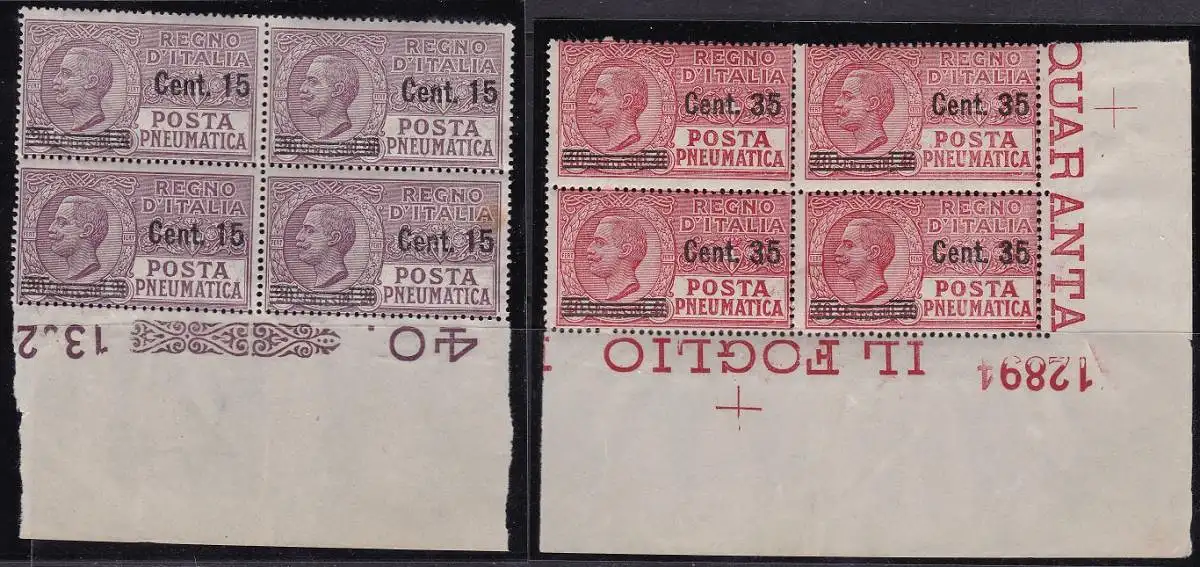 REGNO
D'ITALIA
Cent. 15
POSTA
PNEUMATICA
REGNO
D'ITALIA
Cent. 15
POSTA
PNEUMATICA
REGNO
D'ITALIA
Cent. 15
POSTA
PNEUMATICA
REGNO
D'ITALIA
Cent. 15
POSTA
PNEUMATICA
40.
13,2
REGNO
D'ITALIA
Cent. 35
POSTA
PNEUMATICA
REGNO
D'ITALIA
Cent. 35
POSTA
PNEUMATICA
REGNO
D'ITALIA
Cent. 35
POSTA
PNEUMATICA
REGNO
D'ITALIA
Cent. 35
POSTA
PNEUMATICA
QUARANTA
IL FOGLIO